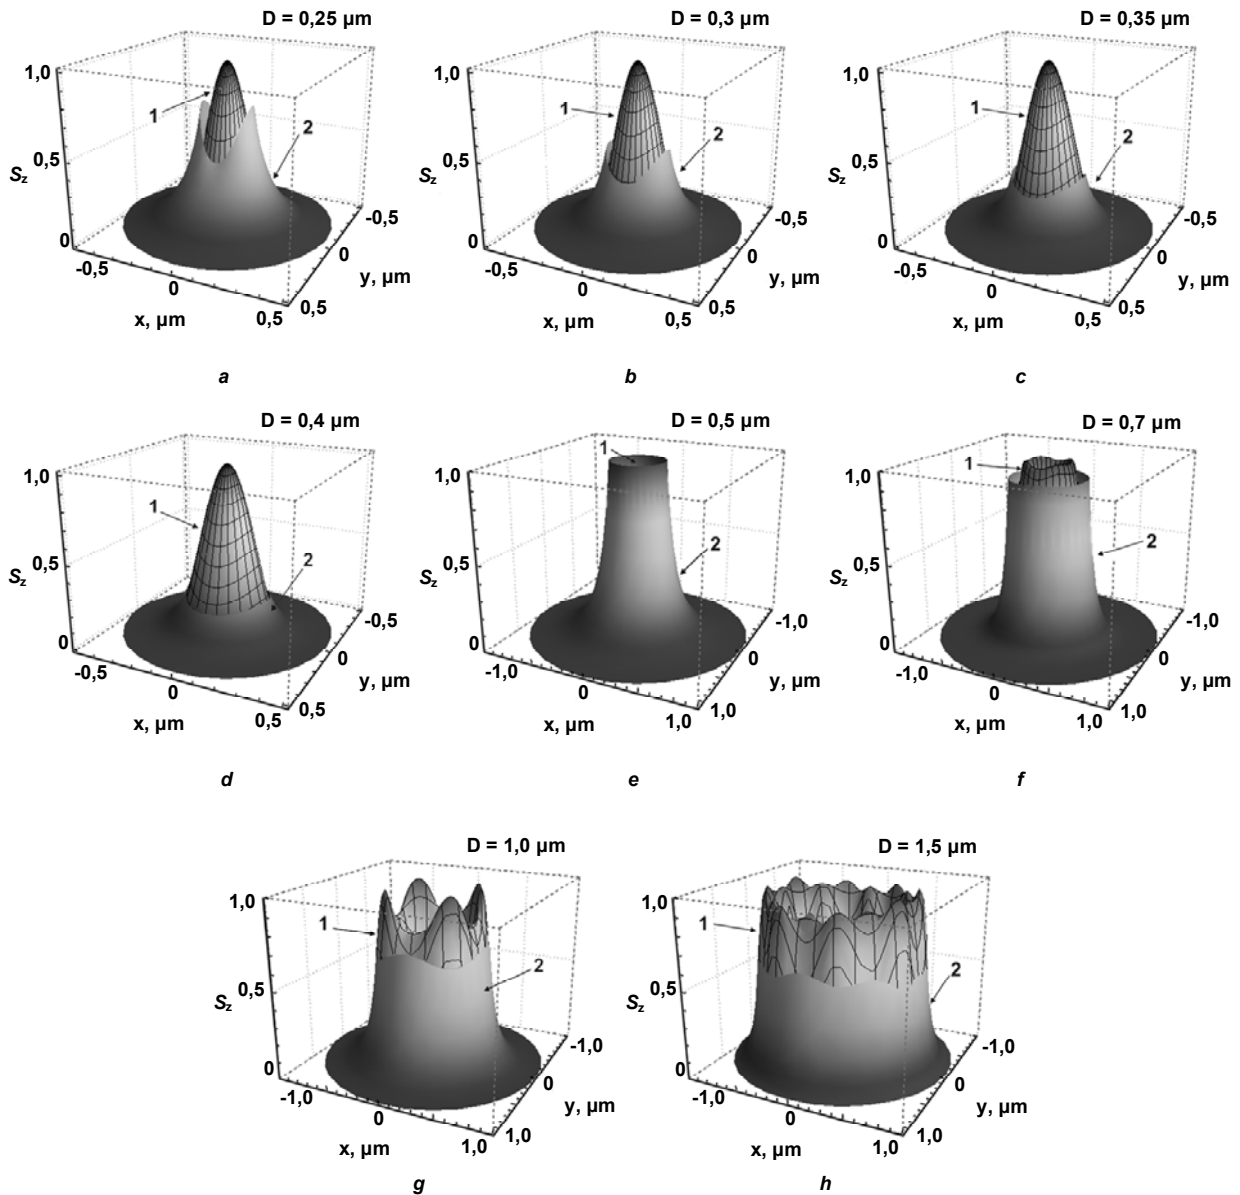 D = 0,25 µm
1,0
1
2
0,5
Sz
0
-0,5
0
0,5
x, µm
-0,5
0
0,5
y, µm
a
D = 0,3 µm
1,0
1
2
0,5
Sz
0
-0,5
0
0,5
x, µm
-0,5
0
0,5
y, µm
b
D = 0,35 µm
1,0
1
2
0,5
Sz
0
-0,5
0
0,5
x, µm
-0,5
0
0,5
y, µm
c
D = 0,4 µm
1,0
1
2
0,5
Sz
0
-0,5
0
0,5
x, µm
-0,5
0
0,5
y, µm
d
D = 0,5 µm
1,0
1
2
0,5
Sz
0
-1,0
0
1,0
x, µm
-1,0
0
1,0
y, µm
e
D = 0,7 µm
1,0
1
2
0,5
Sz
0
-1,0
0
1,0
x, µm
-1,0
0
1,0
y, µm
f
D = 1,0 µm
1,0
1
2
0,5
Sz
0
-1,0
0
1,0
x, µm
-1,0
0
1,0
y, µm
g
D = 1,5 µm
1,0
1
2
0,5
Sz
0
-1,0
0
1,0
x, µm
-1,0
0
1,0
y, µm
h